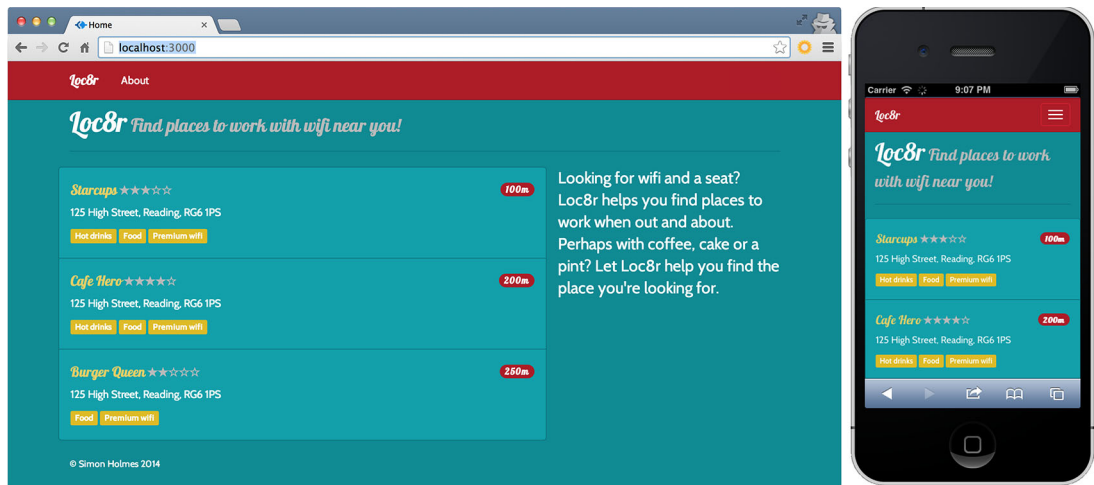 Home
localhost:3000
Loc8r About
Loc8r Find places to work with wifi near you!
Starcups 100m
125 High Street, Reading, RG6 1PS
Hot drinks Food Premium wifi
Cafe Hero 200m
125 High Street, Reading, RG6 1PS
Hot drinks Food Premium wifi
Burger Queen 250m
125 High Street, Reading, RG6 1PS
Food Premium wifi
Looking for wifi and a seat?
Loc8r helps you find places to
work when out and about.
Perhaps with coffee, cake or a
pint? Let Loc8r help you find the
place you're looking for.
© Simon Holmes 2014
Carrier 9:07 PM
Loc8r
Loc8r Find places to work
with wifi near you!
Starcups 100m
125 High Street, Reading, RG6 1PS
Hot drinks Food Premium wifi
Cafe Hero 200m
125 High Street, Reading, RG6 1PS
Hot drinks Food Premium wifi